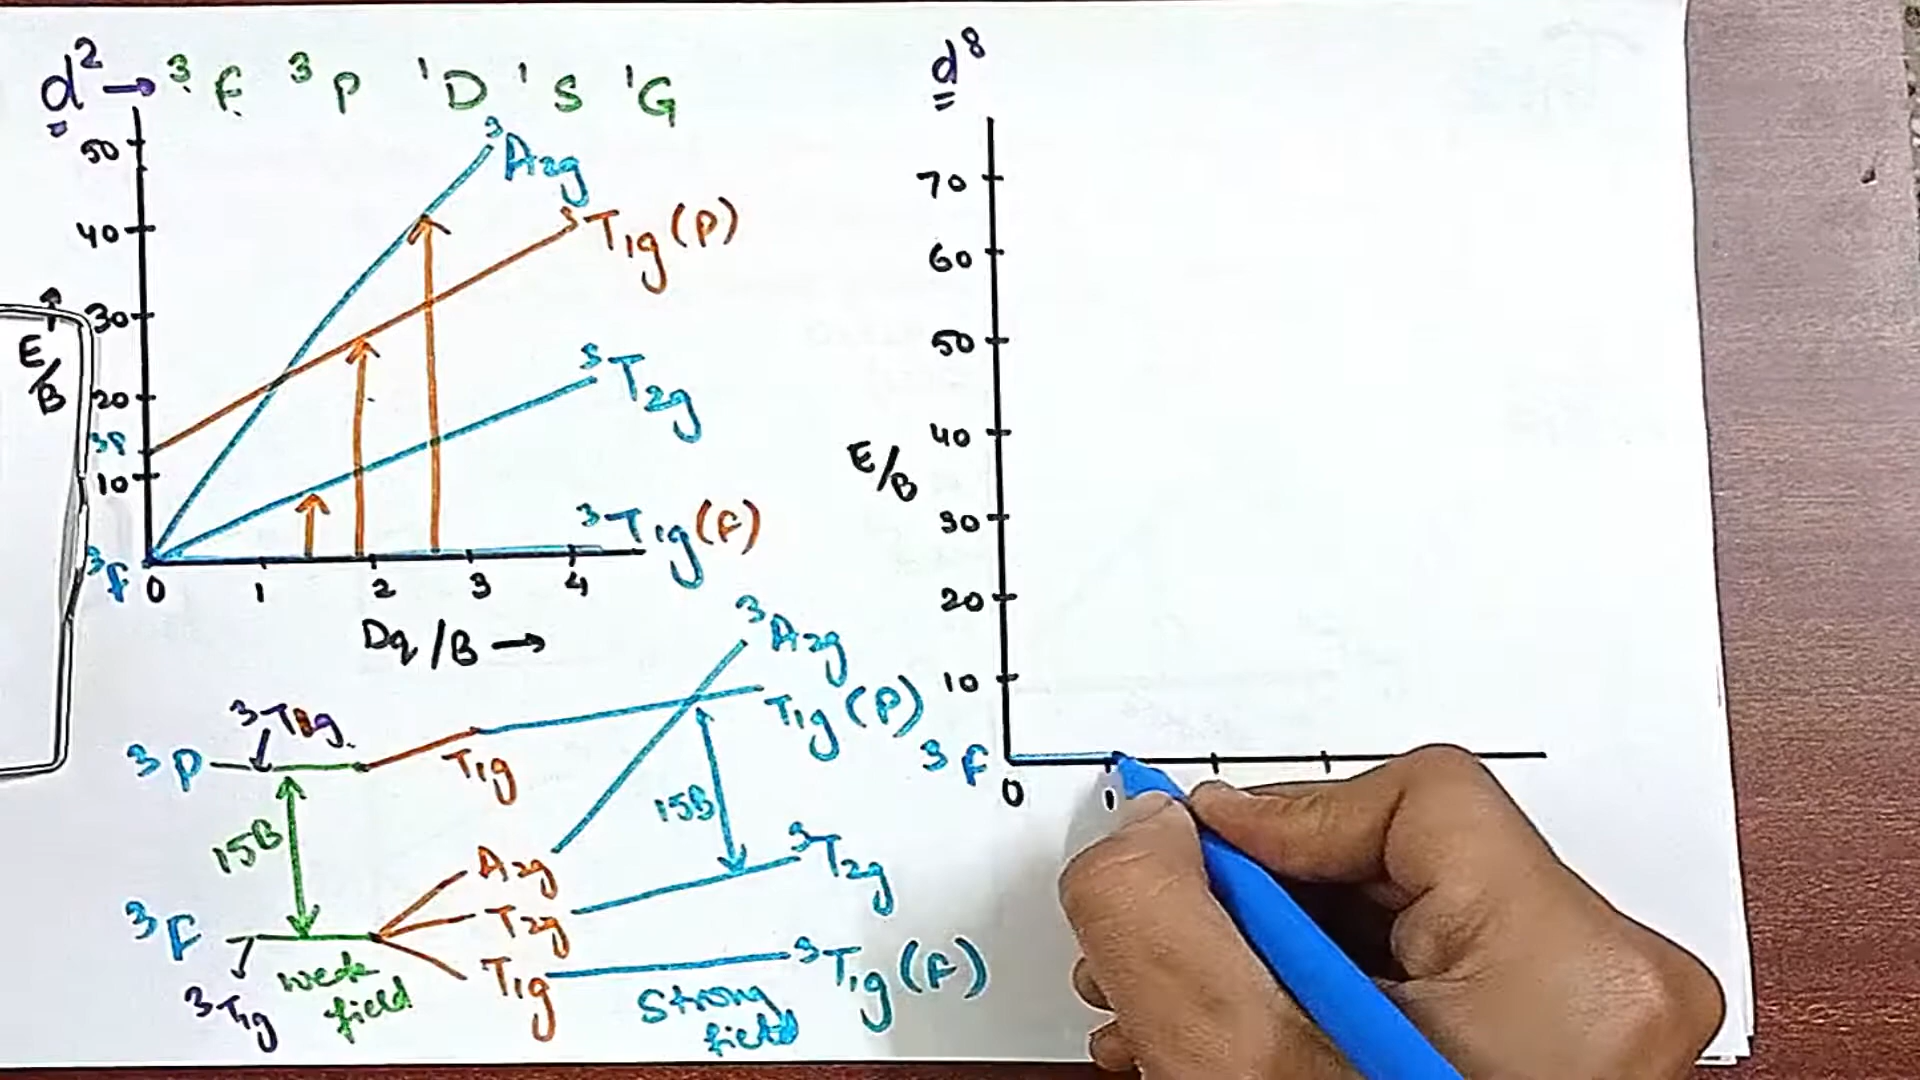 d² → ³F ³P ¹D ¹S ¹G
50
40
30
20
³P
10
³F
E/B
0 1 2 3 4
Dq/B →
³A₂g
³T₁g(P)
³T₂g
³T₁g(F)
³P
T₁g
15B
³F
³T₁g
weak
field
A₂g
T₂g
T₁g
³A₂g
T₁g(P)
15B
³T₂g
³T₁g(F)
Strong
field
d⁸
70
60
50
40
30
20
10
³F
E/B
0 1